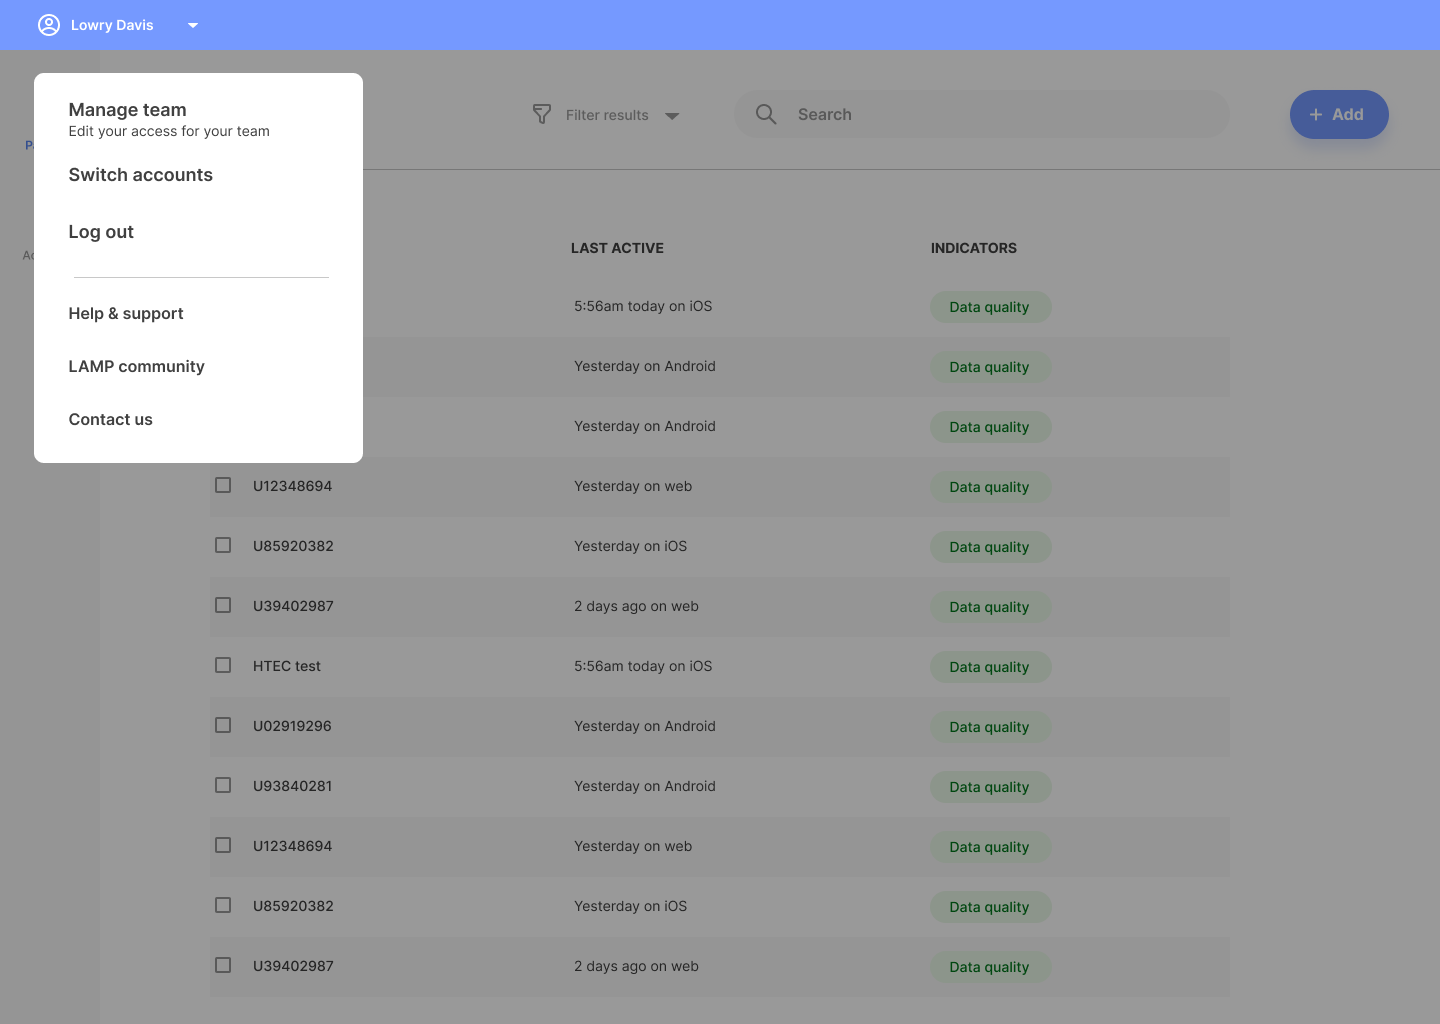 Lowry Davis
Manage team
Edit your access for your team
Switch accounts
Log out
Help & support
LAMP community
Contact us
Filter results
Search
+ Add
LAST ACTIVE INDICATORS
5:56am today on iOS Data quality
Yesterday on Android Data quality
Yesterday on Android Data quality
U12348694 Yesterday on web Data quality
U85920382 Yesterday on iOS Data quality
U39402987 2 days ago on web Data quality
HTEC test 5:56am today on iOS Data quality
U02919296 Yesterday on Android Data quality
U93840281 Yesterday on Android Data quality
U12348694 Yesterday on web Data quality
U85920382 Yesterday on iOS Data quality
U39402987 2 days ago on web Data quality